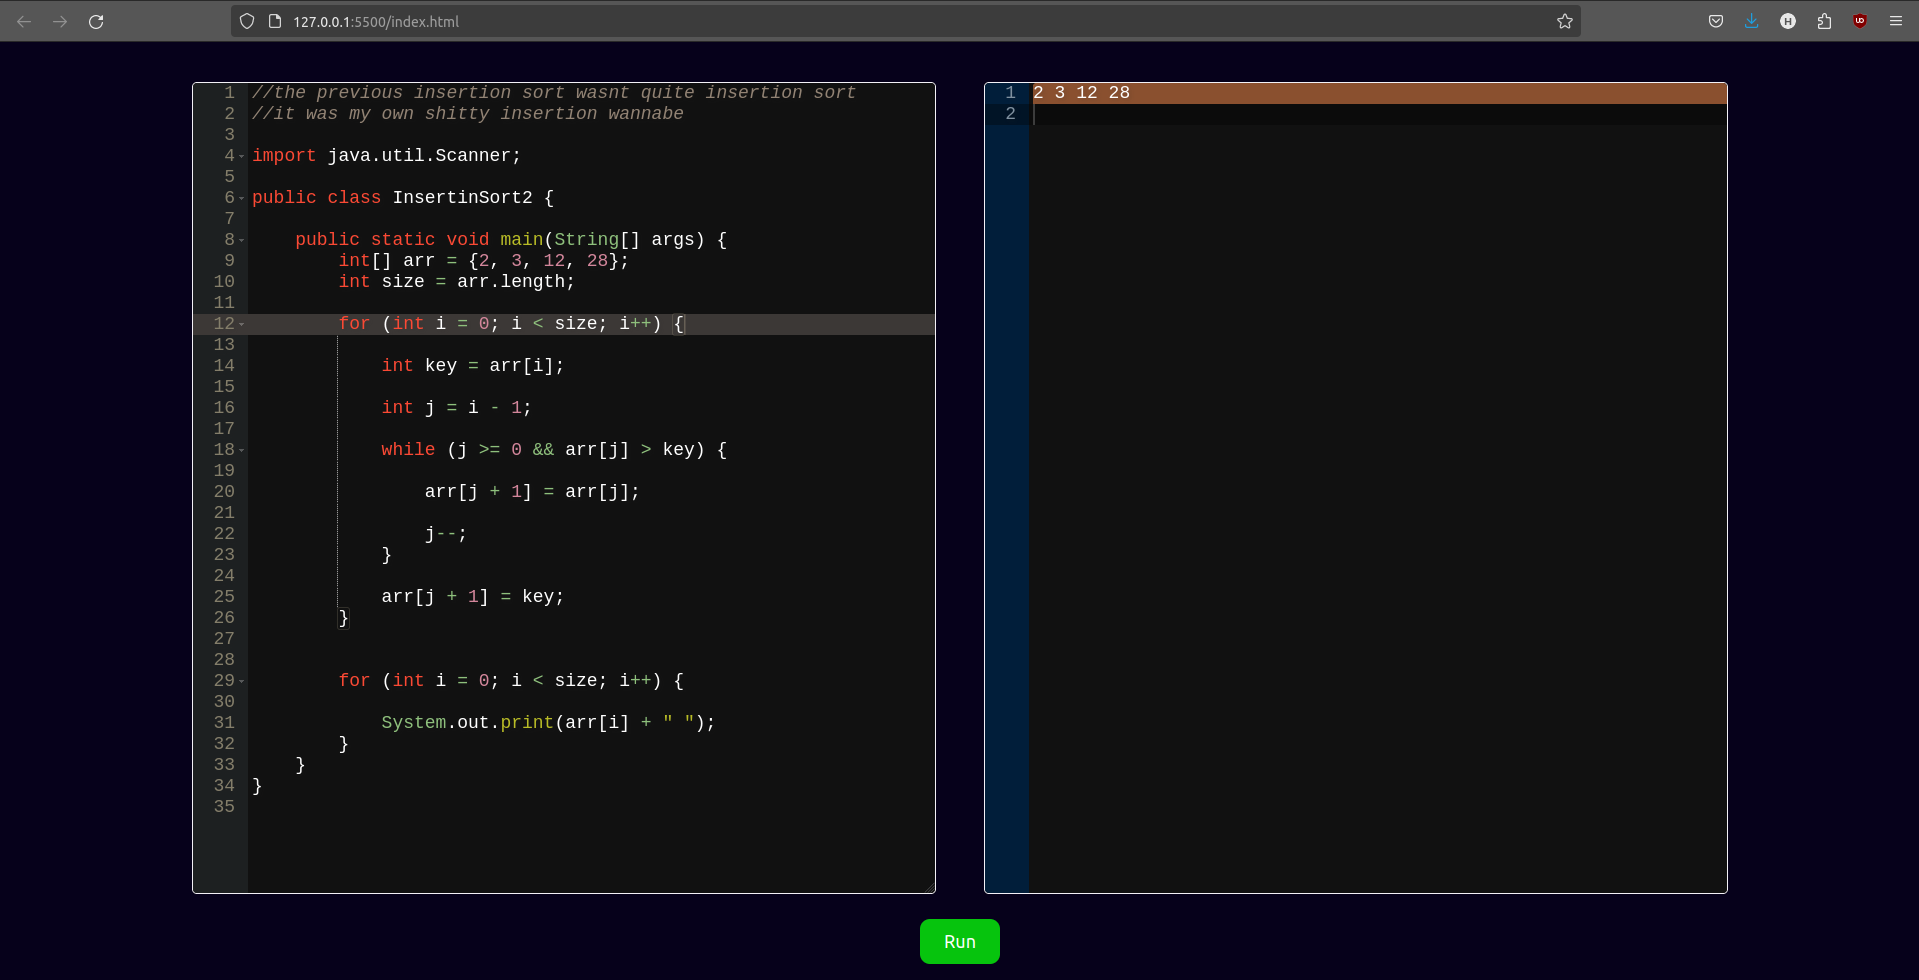 127.0.0.1:5500/index.html
1 //the previous insertion sort wasnt quite insertion sort
2 //it was my own shitty insertion wannabe
3
4 import java.util.Scanner;
5
6 public class InsertinSort2 {
7
8     public static void main(String[] args) {
9         int[] arr = {2, 3, 12, 28};
10         int size = arr.length;
11
12         for (int i = 0; i < size; i++) {
13
14             int key = arr[i];
15
16             int j = i - 1;
17
18             while (j >= 0 && arr[j] > key) {
19
20                 arr[j + 1] = arr[j];
21
22                 j--;
23             }
24
25             arr[j + 1] = key;
26         }
27
28
29         for (int i = 0; i < size; i++) {
30
31             System.out.print(arr[i] + " ");
32         }
33     }
34 }
35
1 2 3 12 28
2
Run